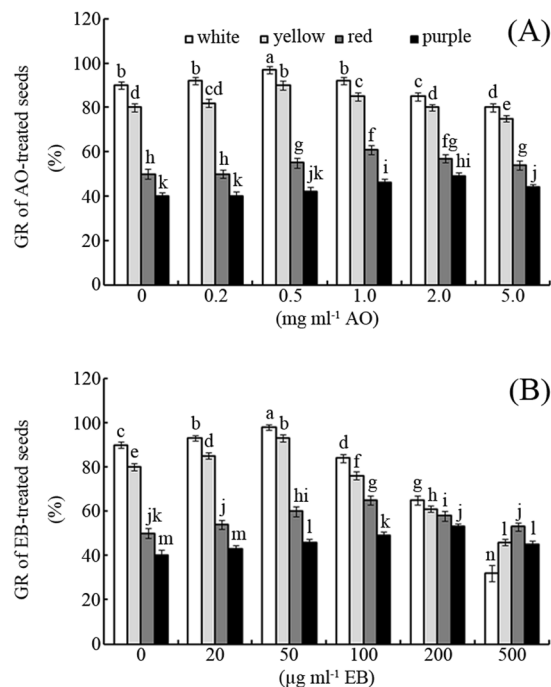 (A)
white yellow red purple
120
100
80
60
40
20
0
GR of AO-treated seeds
(%)
b d h k
b cd h k
a b g jk
b c f i
c d fg hi
d e g j
0 0.2 0.5 1.0 2.0 5.0
(mg ml-1 AO)
(B)
120
100
80
60
40
20
0
GR of EB-treated seeds
(%)
c e jk m
b d j m
a b hi l
d f g k
g h i j
n l j l
0 20 50 100 200 500
(µg ml-1 EB)